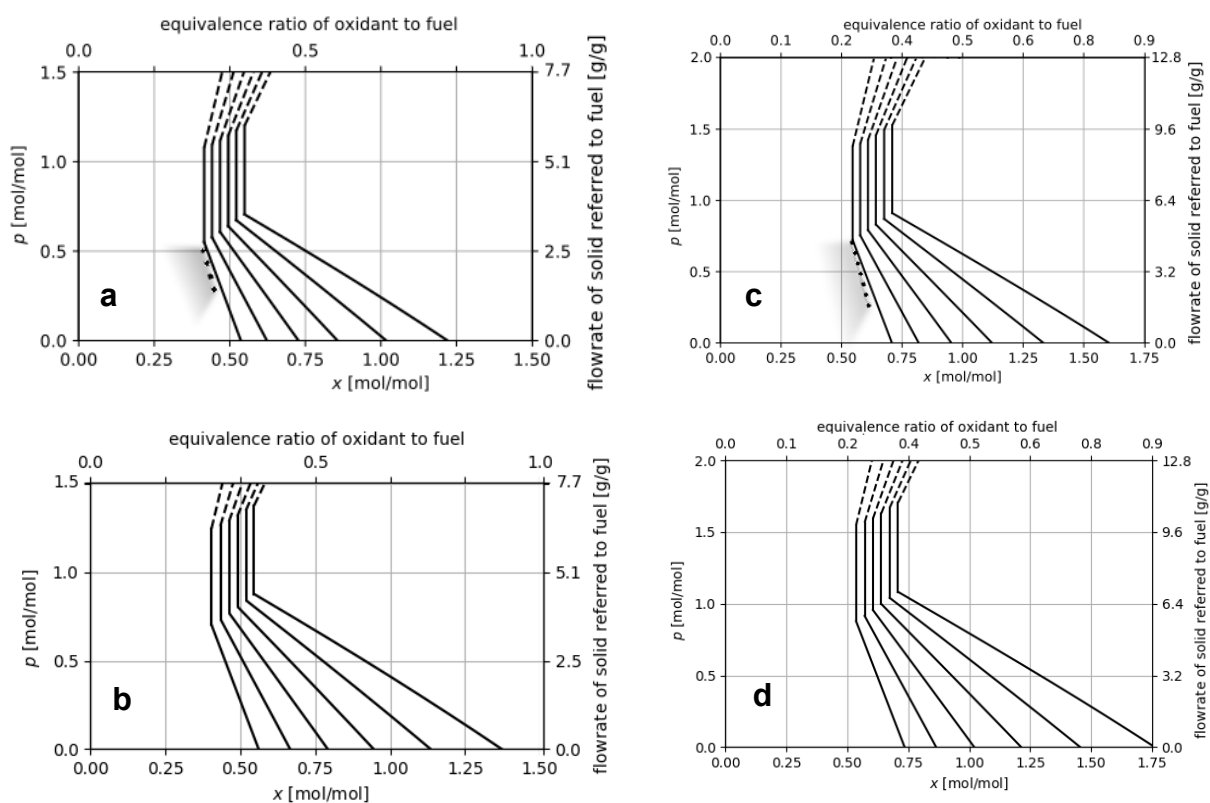 equivalence ratio of oxidant to fuel
0.0 0.5 1.0
1.5 7.7
1.0 5.1
0.5 2.5
0.0 0.0
p [mol/mol]
flowrate of solid referred to fuel [g/g]
a
0.00 0.25 0.50 0.75 1.00 1.25 1.50
x [mol/mol]
equivalence ratio of oxidant to fuel
0.0 0.1 0.2 0.4 0.5 0.6 0.8 0.9
2.0 12.8
1.5 9.6
1.0 6.4
0.5 3.2
0.0 0.0
p [mol/mol]
flowrate of solid referred to fuel [g/g]
c
0.00 0.25 0.50 0.75 1.00 1.25 1.50 1.75
x [mol/mol]
equivalence ratio of oxidant to fuel
0.0 0.5 1.0
1.5 7.7
1.0 5.1
0.5 2.5
0.0 0.0
p [mol/mol]
flowrate of solid referred to fuel [g/g]
b
0.00 0.25 0.50 0.75 1.00 1.25 1.50
x [mol/mol]
equivalence ratio of oxidant to fuel
0.0 0.1 0.2 0.4 0.5 0.6 0.8 0.9
2.0 12.8
1.5 9.6
1.0 6.4
0.5 3.2
0.0 0.0
p [mol/mol]
flowrate of solid referred to fuel [g/g]
d
0.00 0.25 0.50 0.75 1.00 1.25 1.50 1.75
x [mol/mol]